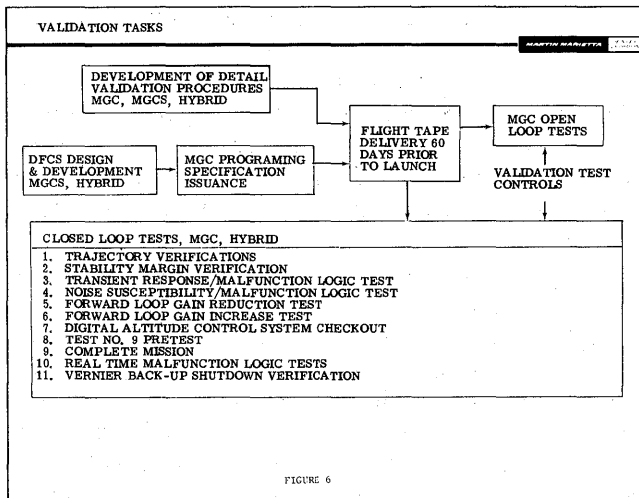 VALIDATION TASKS
MARTIN MARIETTA
DEVELOPMENT OF DETAIL
VALIDATION PROCEDURES
MGC, MGCS, HYBRID
DFCS DESIGN
& DEVELOPMENT
MGCS, HYBRID
MGC PROGRAMING
SPECIFICATION
ISSUANCE
FLIGHT TAPE
DELIVERY 60
DAYS PRIOR
TO LAUNCH
MGC OPEN
LOOP TESTS
VALIDATION TEST
CONTROLS
CLOSED LOOP TESTS, MGC, HYBRID
1. TRAJECTORY VERIFICATIONS
2. STABILITY MARGIN VERIFICATION
3. TRANSIENT RESPONSE/MALFUNCTION LOGIC TEST
4. NOISE SUSCEPTIBILITY/MALFUNCTION LOGIC TEST
5. FORWARD LOOP GAIN REDUCTION TEST
6. FORWARD LOOP GAIN INCREASE TEST
7. DIGITAL ALTITUDE CONTROL SYSTEM CHECKOUT
8. TEST NO. 9 PRETEST
9. COMPLETE MISSION
10. REAL TIME MALFUNCTION LOGIC TESTS
11. VERNIER BACK-UP SHUTDOWN VERIFICATION
FIGURE 6